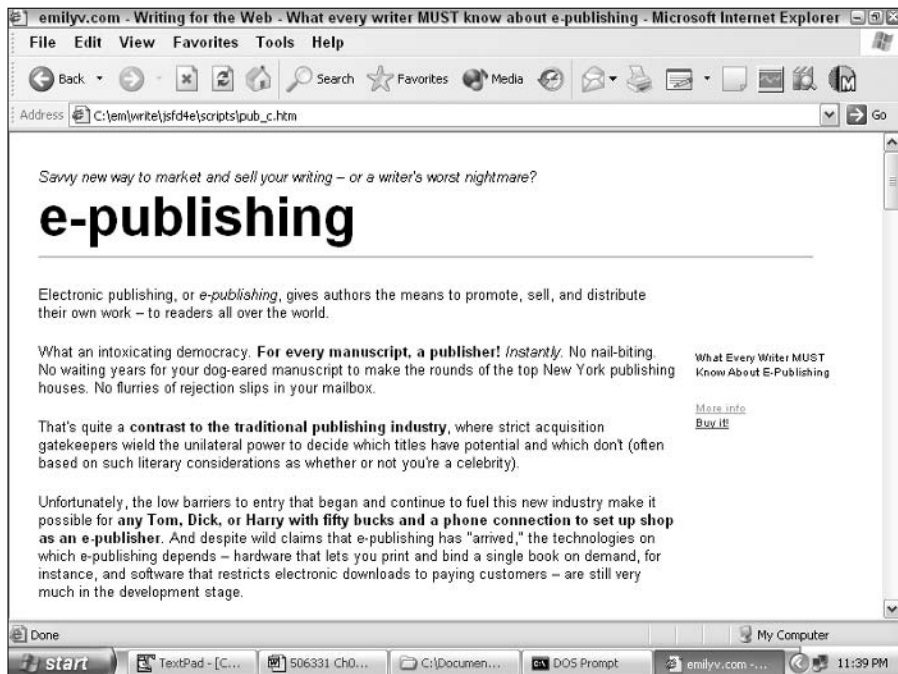 emilyv.com - Writing for the Web - What every writer MUST know about e-publishing - Microsoft Internet Explorer
File Edit View Favorites Tools Help
Back Search Favorites Media
Address C:\em\write\jsfd4e\scripts\pub_c.htm Go
Savvy new way to market and sell your writing – or a writer's worst nightmare?
e-publishing
Electronic publishing, or e-publishing, gives authors the means to promote, sell, and distribute
their own work – to readers all over the world.
What an intoxicating democracy. For every manuscript, a publisher! Instantly. No nail-biting.
No waiting years for your dog-eared manuscript to make the rounds of the top New York publishing
houses. No flurries of rejection slips in your mailbox.
That's quite a contrast to the traditional publishing industry, where strict acquisition
gatekeepers wield the unilateral power to decide which titles have potential and which don't (often
based on such literary considerations as whether or not you're a celebrity).
Unfortunately, the low barriers to entry that began and continue to fuel this new industry make it
possible for any Tom, Dick, or Harry with fifty bucks and a phone connection to set up shop
as an e-publisher. And despite wild claims that e-publishing has "arrived," the technologies on
which e-publishing depends – hardware that lets you print and bind a single book on demand, for
instance, and software that restricts electronic downloads to paying customers – are still very
much in the development stage.
What Every Writer MUST
Know About E-Publishing
More info
Buy it!
Done My Computer
start TextPad - [C... 506331 Ch0... C:\Documen... DOS Prompt emilyv.com -... 11:39 PM